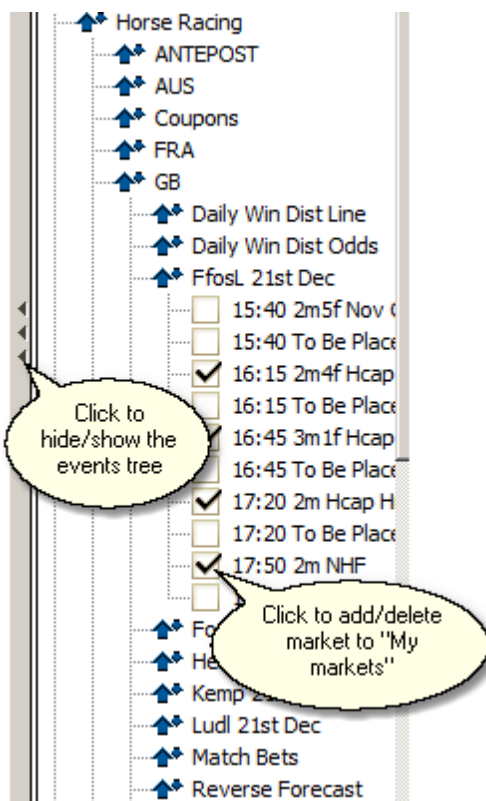 Horse Racing
ANTEPOST
AUS
Coupons
FRA
GB
Daily Win Dist Line
Daily Win Dist Odds
FfosL 21st Dec
15:40 2m5f Nov
15:40 To Be Place
16:15 2m4f Hcap
16:15 To Be Place
16:45 3m1f Hcap
16:45 To Be Place
17:20 2m Hcap H
17:20 To Be Place
17:50 2m NHF
Click to
hide/show the
events tree
Click to add/delete
market to "My
markets"
Fo
He
Kemp 21st Dec
Ludl 21st Dec
Match Bets
Reverse Forecast